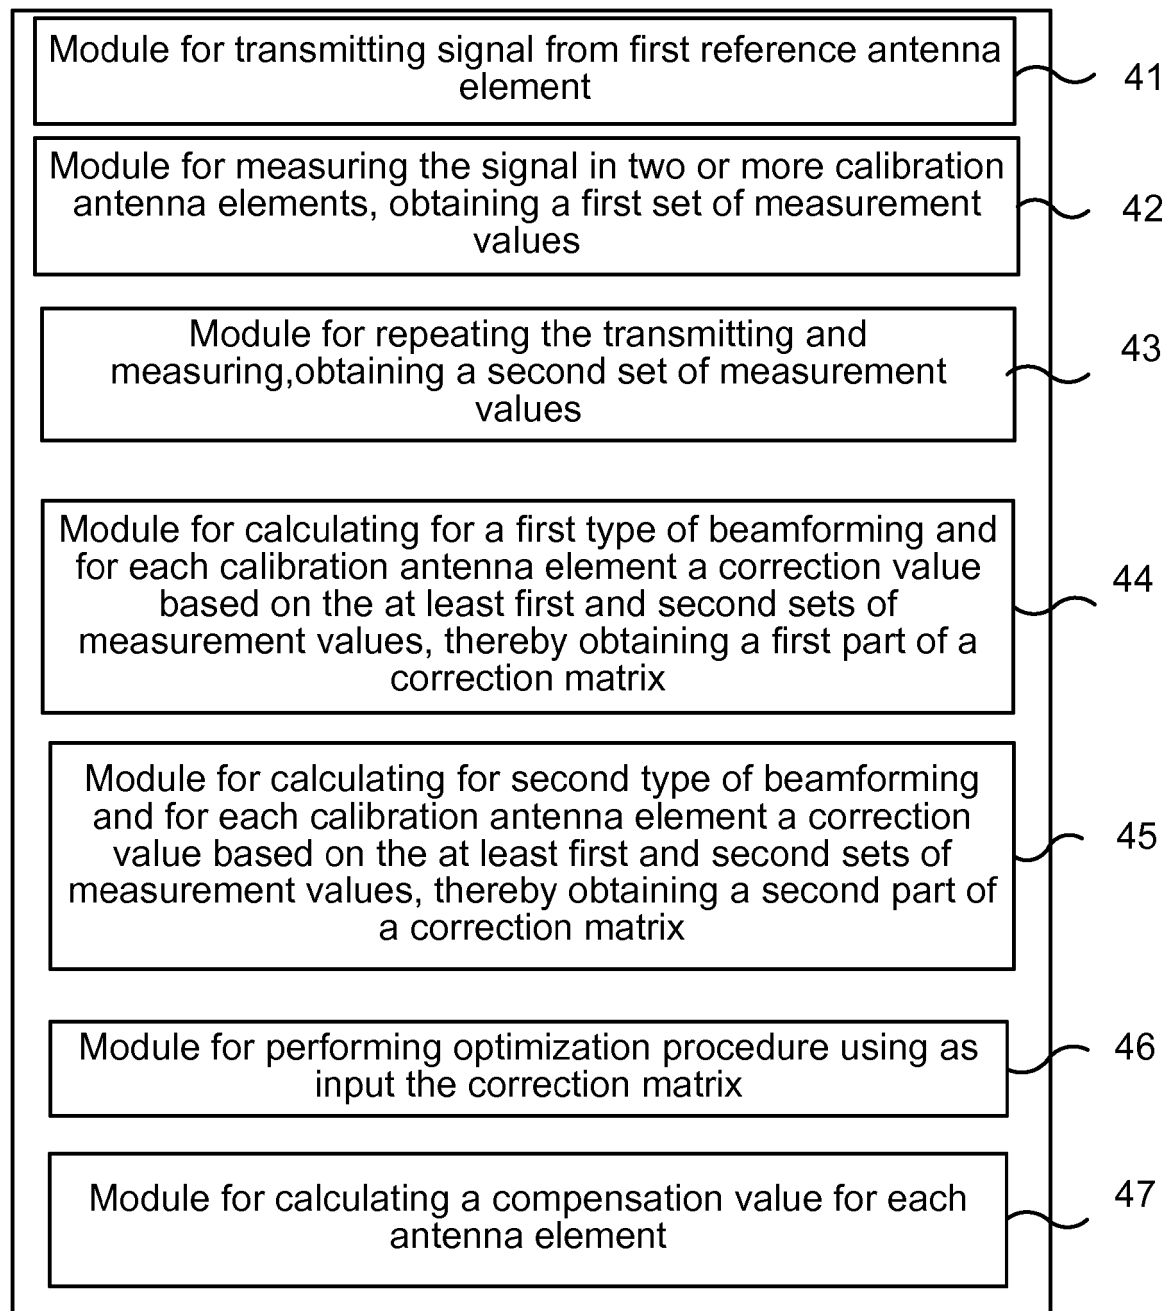 Module for transmitting signal from first reference antenna
element
41
Module for measuring the signal in two or more calibration
antenna elements, obtaining a first set of measurement
values
42
Module for repeating the transmitting and
measuring,obtaining a second set of measurement
values
43
Module for calculating for a first type of beamforming and
for each calibration antenna element a correction value
based on the at least first and second sets of
measurement values, thereby obtaining a first part of a
correction matrix
44
Module for calculating for second type of beamforming
and for each calibration antenna element a correction
value based on the at least first and second sets of
measurement values, thereby obtaining a second part of
a correction matrix
45
Module for performing optimization procedure using as
input the correction matrix
46
Module for calculating a compensation value for each
antenna element
47